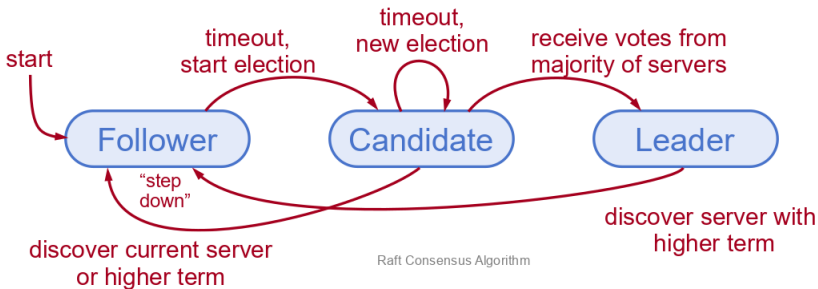 start
timeout,
start election
timeout,
new election
receive votes from
majority of servers
Follower
Candidate
Leader
“step
down”
discover current server
or higher term
discover server with
higher term
Raft Consensus Algorithm